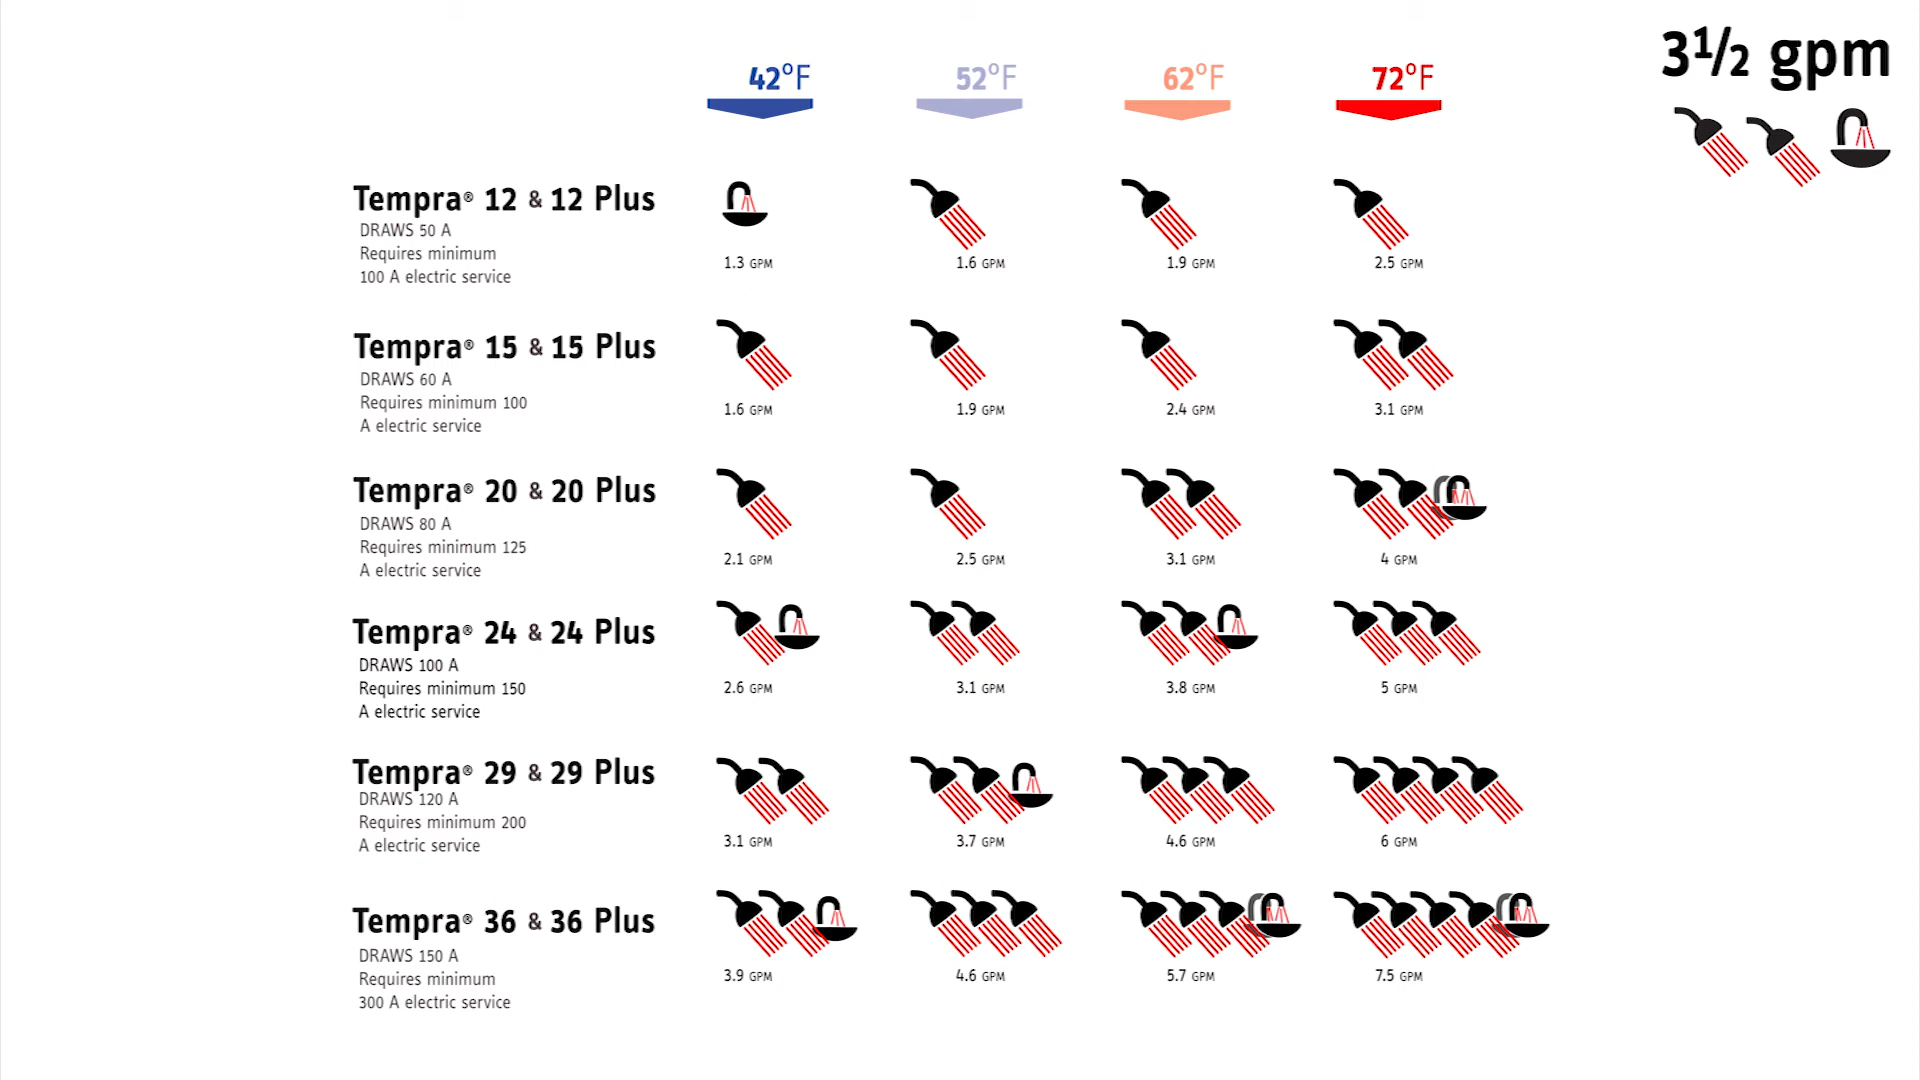 3½ gpm
42°F 52°F 62°F 72°F
Tempra® 12 & 12 Plus
DRAWS 50 A
Requires minimum
100 A electric service
1.3 GPM 1.6 GPM 1.9 GPM 2.5 GPM
Tempra® 15 & 15 Plus
DRAWS 60 A
Requires minimum 100
A electric service
1.6 GPM 1.9 GPM 2.4 GPM 3.1 GPM
Tempra® 20 & 20 Plus
DRAWS 80 A
Requires minimum 125
A electric service
2.1 GPM 2.5 GPM 3.1 GPM 4 GPM
Tempra® 24 & 24 Plus
DRAWS 100 A
Requires minimum 150
A electric service
2.6 GPM 3.1 GPM 3.8 GPM 5 GPM
Tempra® 29 & 29 Plus
DRAWS 120 A
Requires minimum 200
A electric service
3.1 GPM 3.7 GPM 4.6 GPM 6 GPM
Tempra® 36 & 36 Plus
DRAWS 150 A
Requires minimum
300 A electric service
3.9 GPM 4.6 GPM 5.7 GPM 7.5 GPM